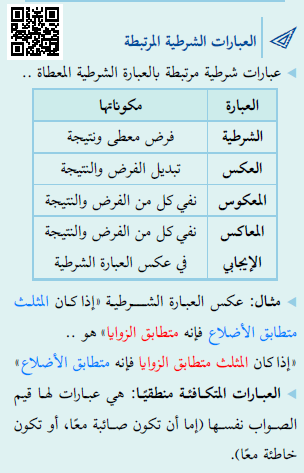 العبارات الشرطية المرتبطة
عبارات شرطية مرتبطة بالعبارة الشرطية المعطاة ..
العبارة مكوناتها
الشرطية فرض معطى ونتيجة
العكس تبديل الفرض والنتيجة
المعكوس نفي كل من الفرض والنتيجة
المعاكس نفي كل من الفرض والنتيجة
الإيجابي في عكس العبارة الشرطية
مثال: عكس العبارة الشرطية «إذا كان المثلث
متطابق الأضلاع فإنه متطابق الزوايا» هو ..
«إذا كان المثلث متطابق الزوايا فإنه متطابق الأضلاع»
العبارات المتكافئة منطقيًا: هي عبارات لها قيم
الصواب نفسها (إما أن تكون صائبة معًا، أو تكون
خاطئة معًا).